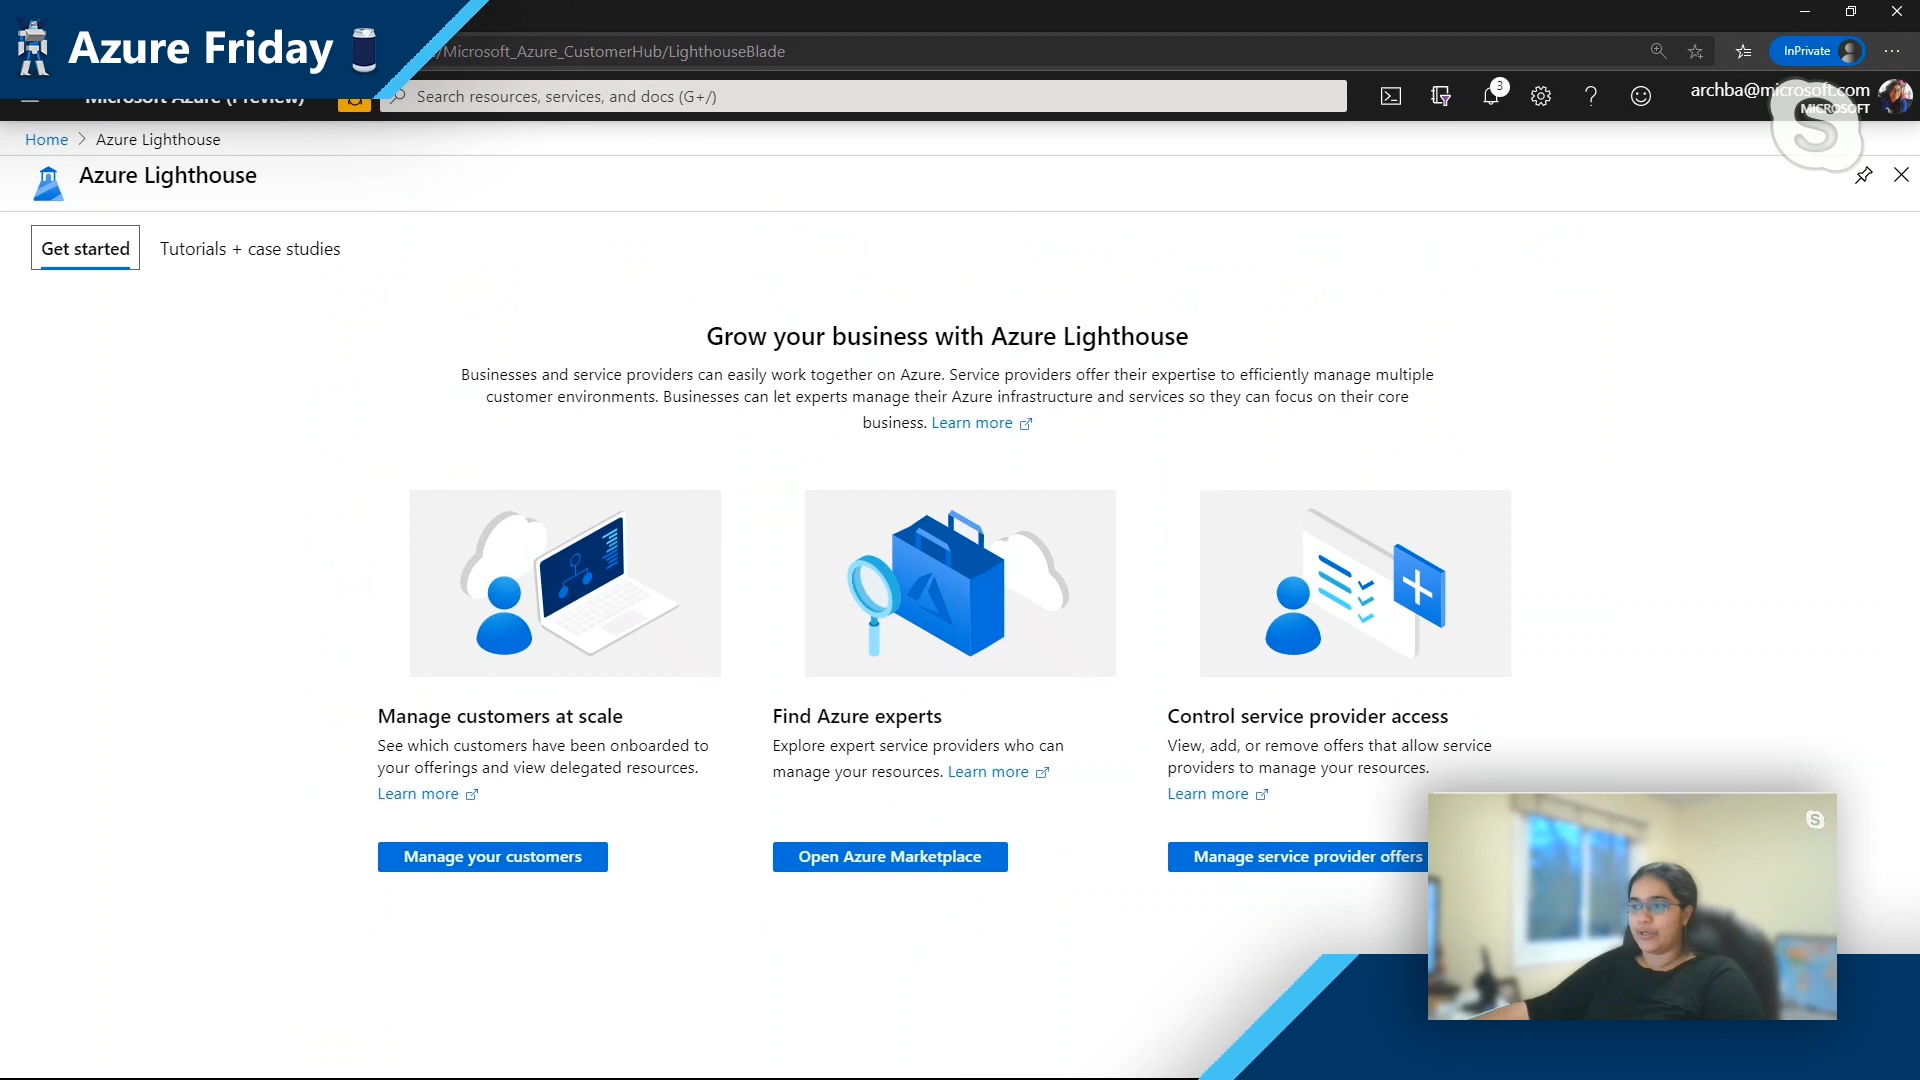 Azure Friday
/Microsoft_Azure_CustomerHub/LighthouseBlade
InPrivate
Microsoft Azure (Preview)
Search resources, services, and docs (G+/)
3
archba@microsoft.com
MICROSOFT
Home > Azure Lighthouse
Azure Lighthouse
Get started
Tutorials + case studies
Grow your business with Azure Lighthouse
Businesses and service providers can easily work together on Azure. Service providers offer their expertise to efficiently manage multiple
customer environments. Businesses can let experts manage their Azure infrastructure and services so they can focus on their core
business. Learn more
Manage customers at scale
See which customers have been onboarded to
your offerings and view delegated resources.
Learn more
Manage your customers
Find Azure experts
Explore expert service providers who can
manage your resources. Learn more
Open Azure Marketplace
Control service provider access
View, add, or remove offers that allow service
providers to manage your resources.
Learn more
Manage service provider offers